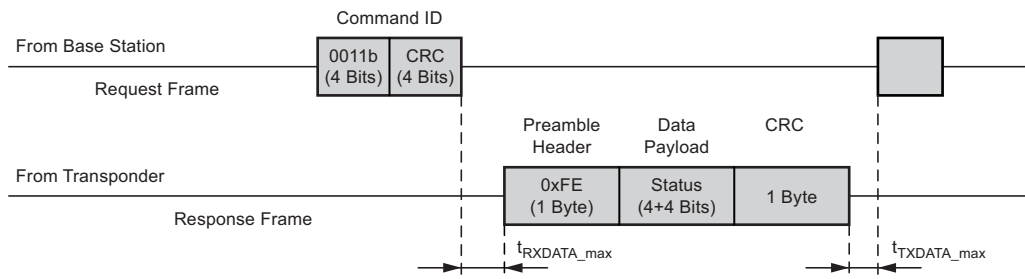 Command ID
From Base Station
0011b
(4 Bits)
CRC
(4 Bits)
Request Frame
Preamble
Header
Data
Payload
CRC
From Transponder
0xFE
(1 Byte)
Status
(4+4 Bits)
1 Byte
Response Frame
tRXDATA_max
tTXDATA_max